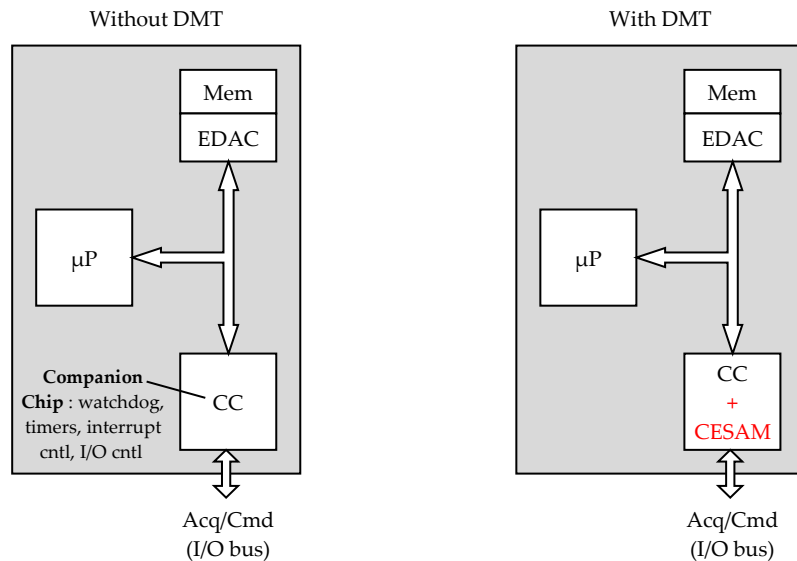 Without DMT
Mem
EDAC
μP
Companion
Chip : watchdog,
timers, interrupt
cntl, I/O cntl
CC
Acq/Cmd
(I/O bus)
With DMT
Mem
EDAC
μP
CC
+
CESAM
Acq/Cmd
(I/O bus)